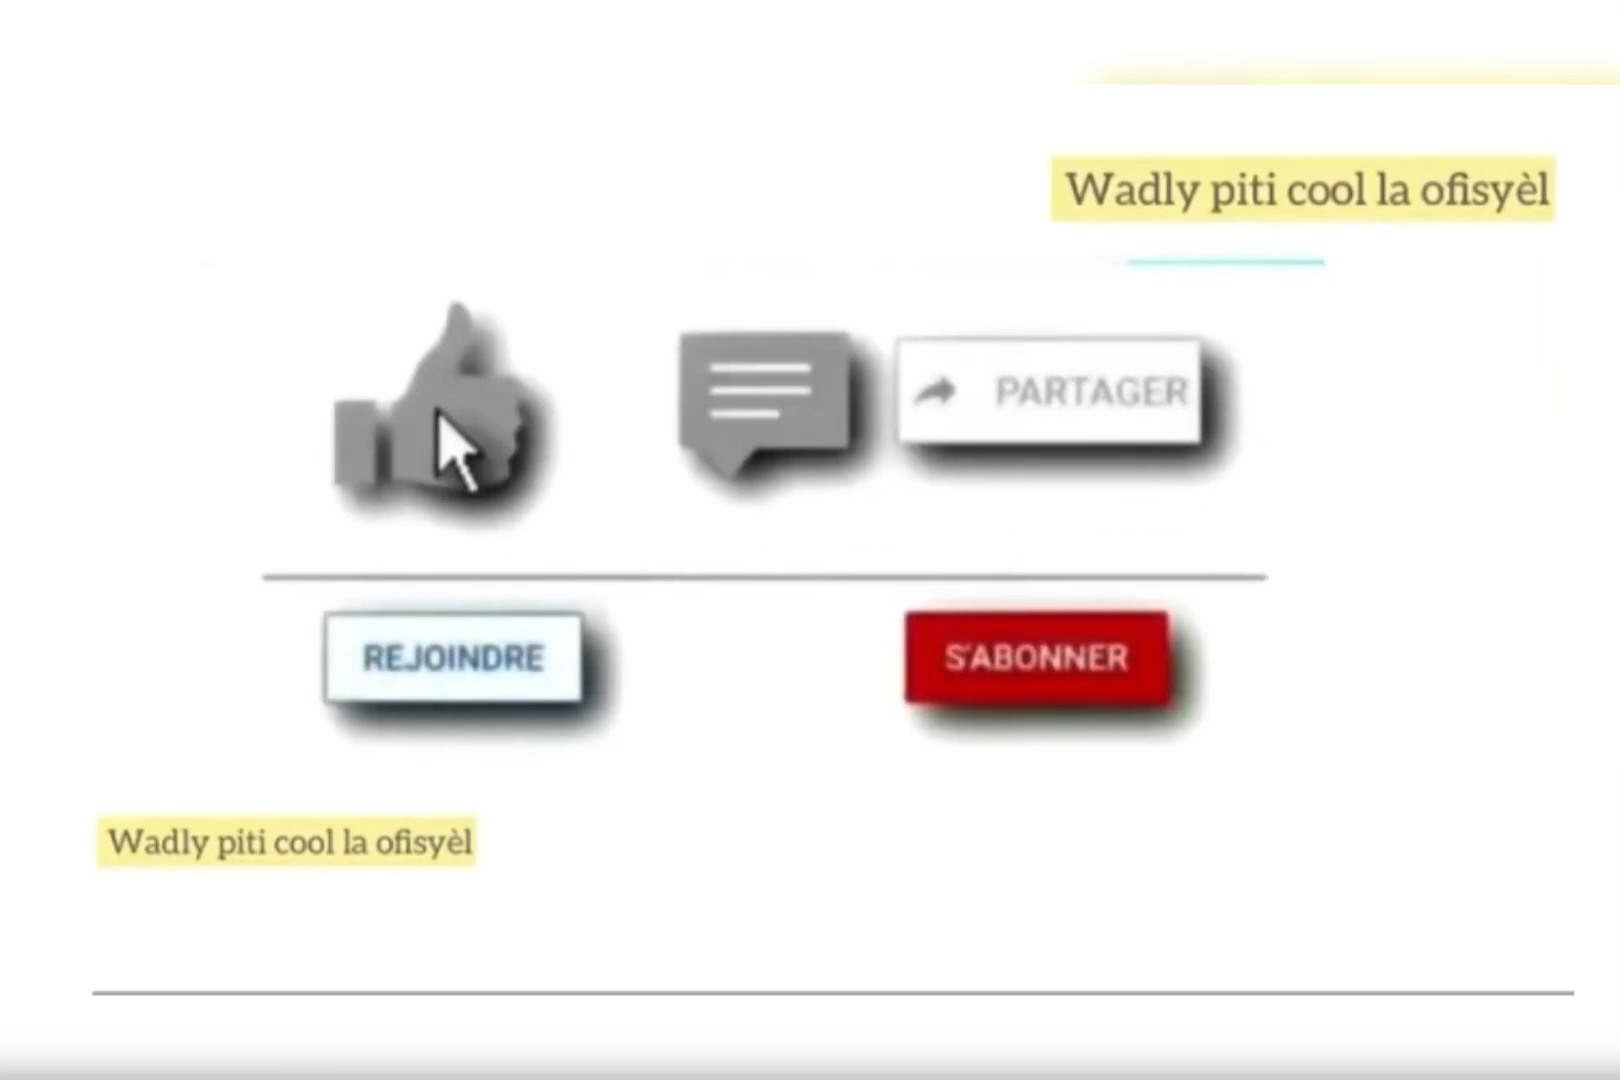 Wadly piti cool la ofisyèl
PARTAGER
REJOINDRE
S'ABONNER
Wadly piti cool la ofisyèl